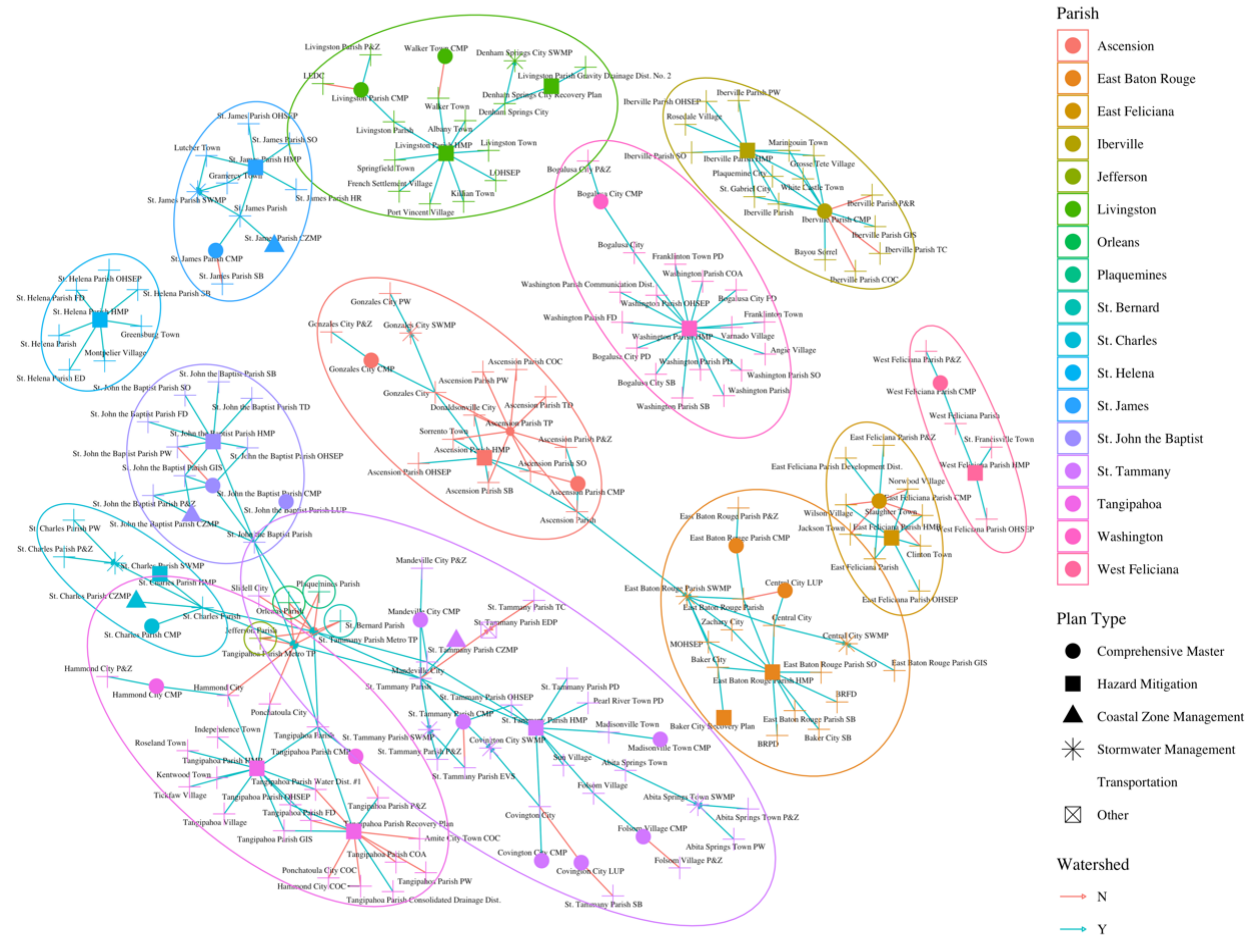 Livingston Parish P&Z
Walker Town CMP
Denham Springs City SWMP
LEDC
Livingston Parish Gravity Drainage Dist. No. 2
Livingston Parish CMP
Denham Springs City Recovery Plan
Walker Town
Denham Springs City
Livingston Parish
Albany Town
Livingston Parish HMP
Livingston Town
Springfield Town
LOHSEP
French Settlement Village
Killian Town
Port Vincent Village
St. James Parish OHSEP
St. James Parish SO
Lutcher Town
St. James Parish HMP
Gramercy Town
St. James Parish SWMP
St. James Parish HR
St. James Parish
St. James Parish CZMP
St. James Parish CMP
St. James Parish SB
Iberville Parish OHSEP
Iberville Parish PW
Rosedale Village
Maringouin Town
Iberville Parish SO
Iberville Parish HMP
Grosse Tete Village
Plaquemine City
White Castle Town
St. Gabriel City
Iberville Parish P&R
Iberville Parish
Iberville Parish CMP
Iberville Parish GIS
Bayou Sorrel
Iberville Parish TC
Iberville Parish COC
Bogalusa City P&Z
Bogalusa City CMP
Bogalusa City
Franklinton Town PD
Washington Parish COA
Washington Parish Communication Dist.
Bogalusa City FD
Washington Parish OHSEP
Washington Parish FD
Franklinton Town
Washington Parish HMP
Varnado Village
Angie Village
Bogalusa City PD
Washington Parish PD
Washington Parish SO
Bogalusa City SB
Washington Parish
Washington Parish SB
St. Helena Parish OHSEP
St. Helena Parish FD
St. Helena Parish SB
St. Helena Parish HMP
Greensburg Town
St. Helena Parish
Montpelier Village
St. Helena Parish ED
Gonzales City PW
Gonzales City P&Z
Gonzales City SWMP
Gonzales City CMP
Ascension Parish COC
Ascension Parish PW
Gonzales City
Ascension Parish TD
Donaldsonville City
Ascension Parish TP
Sorrento Town
Ascension Parish P&Z
Ascension Parish HMP
Ascension Parish OHSEP
Ascension Parish SO
Ascension Parish SB
Ascension Parish CMP
Ascension Parish
West Feliciana Parish P&Z
West Feliciana Parish CMP
West Feliciana Parish
St. Francisville Town
West Feliciana Parish HMP
West Feliciana Parish OHSEP
St. John the Baptist Parish SB
St. John the Baptist Parish SO
St. John the Baptist Parish TD
St. John the Baptist Parish FD
St. John the Baptist Parish HMP
St. John the Baptist Parish PW
St. John the Baptist Parish OHSEP
St. John the Baptist Parish GIS
St. John the Baptist Parish CMP
St. John the Baptist Parish P&Z
St. John the Baptist Parish LUP
St. John the Baptist Parish CZMP
St. John the Baptist Parish
East Feliciana Parish P&Z
East Feliciana Parish Development Dist.
Norwood Village
East Feliciana Parish CMP
Wilson Village
Slaughter Town
Jackson Town
East Feliciana Parish HMP
Clinton Town
East Feliciana Parish
East Feliciana Parish OHSEP
St. Charles Parish PW
St. Charles Parish P&Z
St. Charles Parish SWMP
St. Charles Parish HMP
St. Charles Parish CZMP
St. Charles Parish
St. Charles Parish CMP
East Baton Rouge Parish P&Z
East Baton Rouge Parish CMP
East Baton Rouge Parish SWMP
Central City LUP
East Baton Rouge Parish
Zachary City
Central City
MOHSEP
Central City SWMP
Baker City
East Baton Rouge Parish SO
East Baton Rouge Parish GIS
East Baton Rouge Parish HMP
BRFD
Baker City Recovery Plan
East Baton Rouge Parish SB
BRPD
Baker City SB
Slidell City
Plaquemines Parish
Orleans Parish
Jefferson Parish
St. Bernard Parish
St. Tammany Parish Metro TP
Tangipahoa Parish Metro TP
Mandeville City P&Z
Mandeville City CMP
St. Tammany Parish TC
St. Tammany Parish EDP
St. Tammany Parish CZMP
Mandeville City
St. Tammany Parish
St. Tammany Parish PD
St. Tammany Parish OHSEP
Pearl River Town PD
St. Tammany Parish CMP
St. Tammany Parish HMP
Madisonville Town
St. Tammany Parish SWMP
Covington City SWMP
Madisonville Town CMP
St. Tammany Parish P&Z
Sun Village
Abita Springs Town
St. Tammany Parish EVS
Folsom Village
Abita Springs Town SWMP
Covington City
Abita Springs Town P&Z
Folsom Village CMP
Abita Springs Town PW
Covington City CMP
Folsom Village P&Z
Covington City LUP
St. Tammany Parish SB
Hammond City P&Z
Hammond City CMP
Hammond City
Ponchatoula City
Independence Town
Tangipahoa Parish
Roseland Town
Tangipahoa Parish CMP
Tangipahoa Parish HMP
Kentwood Town
Tangipahoa Parish Water Dist. #1
Tickfaw Village
Tangipahoa Parish OHSEP
Tangipahoa Parish P&Z
Tangipahoa Village
Tangipahoa Parish FD
Tangipahoa Parish Recovery Plan
Tangipahoa Parish GIS
Amite City Town COC
Tangipahoa Parish COA
Ponchatoula City COC
Tangipahoa Parish PW
Hammond City COC
Tangipahoa Parish Consolidated Drainage Dist.
Parish
Ascension
East Baton Rouge
East Feliciana
Iberville
Jefferson
Livingston
Orleans
Plaquemines
St. Bernard
St. Charles
St. Helena
St. James
St. John the Baptist
St. Tammany
Tangipahoa
Washington
West Feliciana
Plan Type
Comprehensive Master
Hazard Mitigation
Coastal Zone Management
Stormwater Management
Transportation
Other
Watershed
N
Y